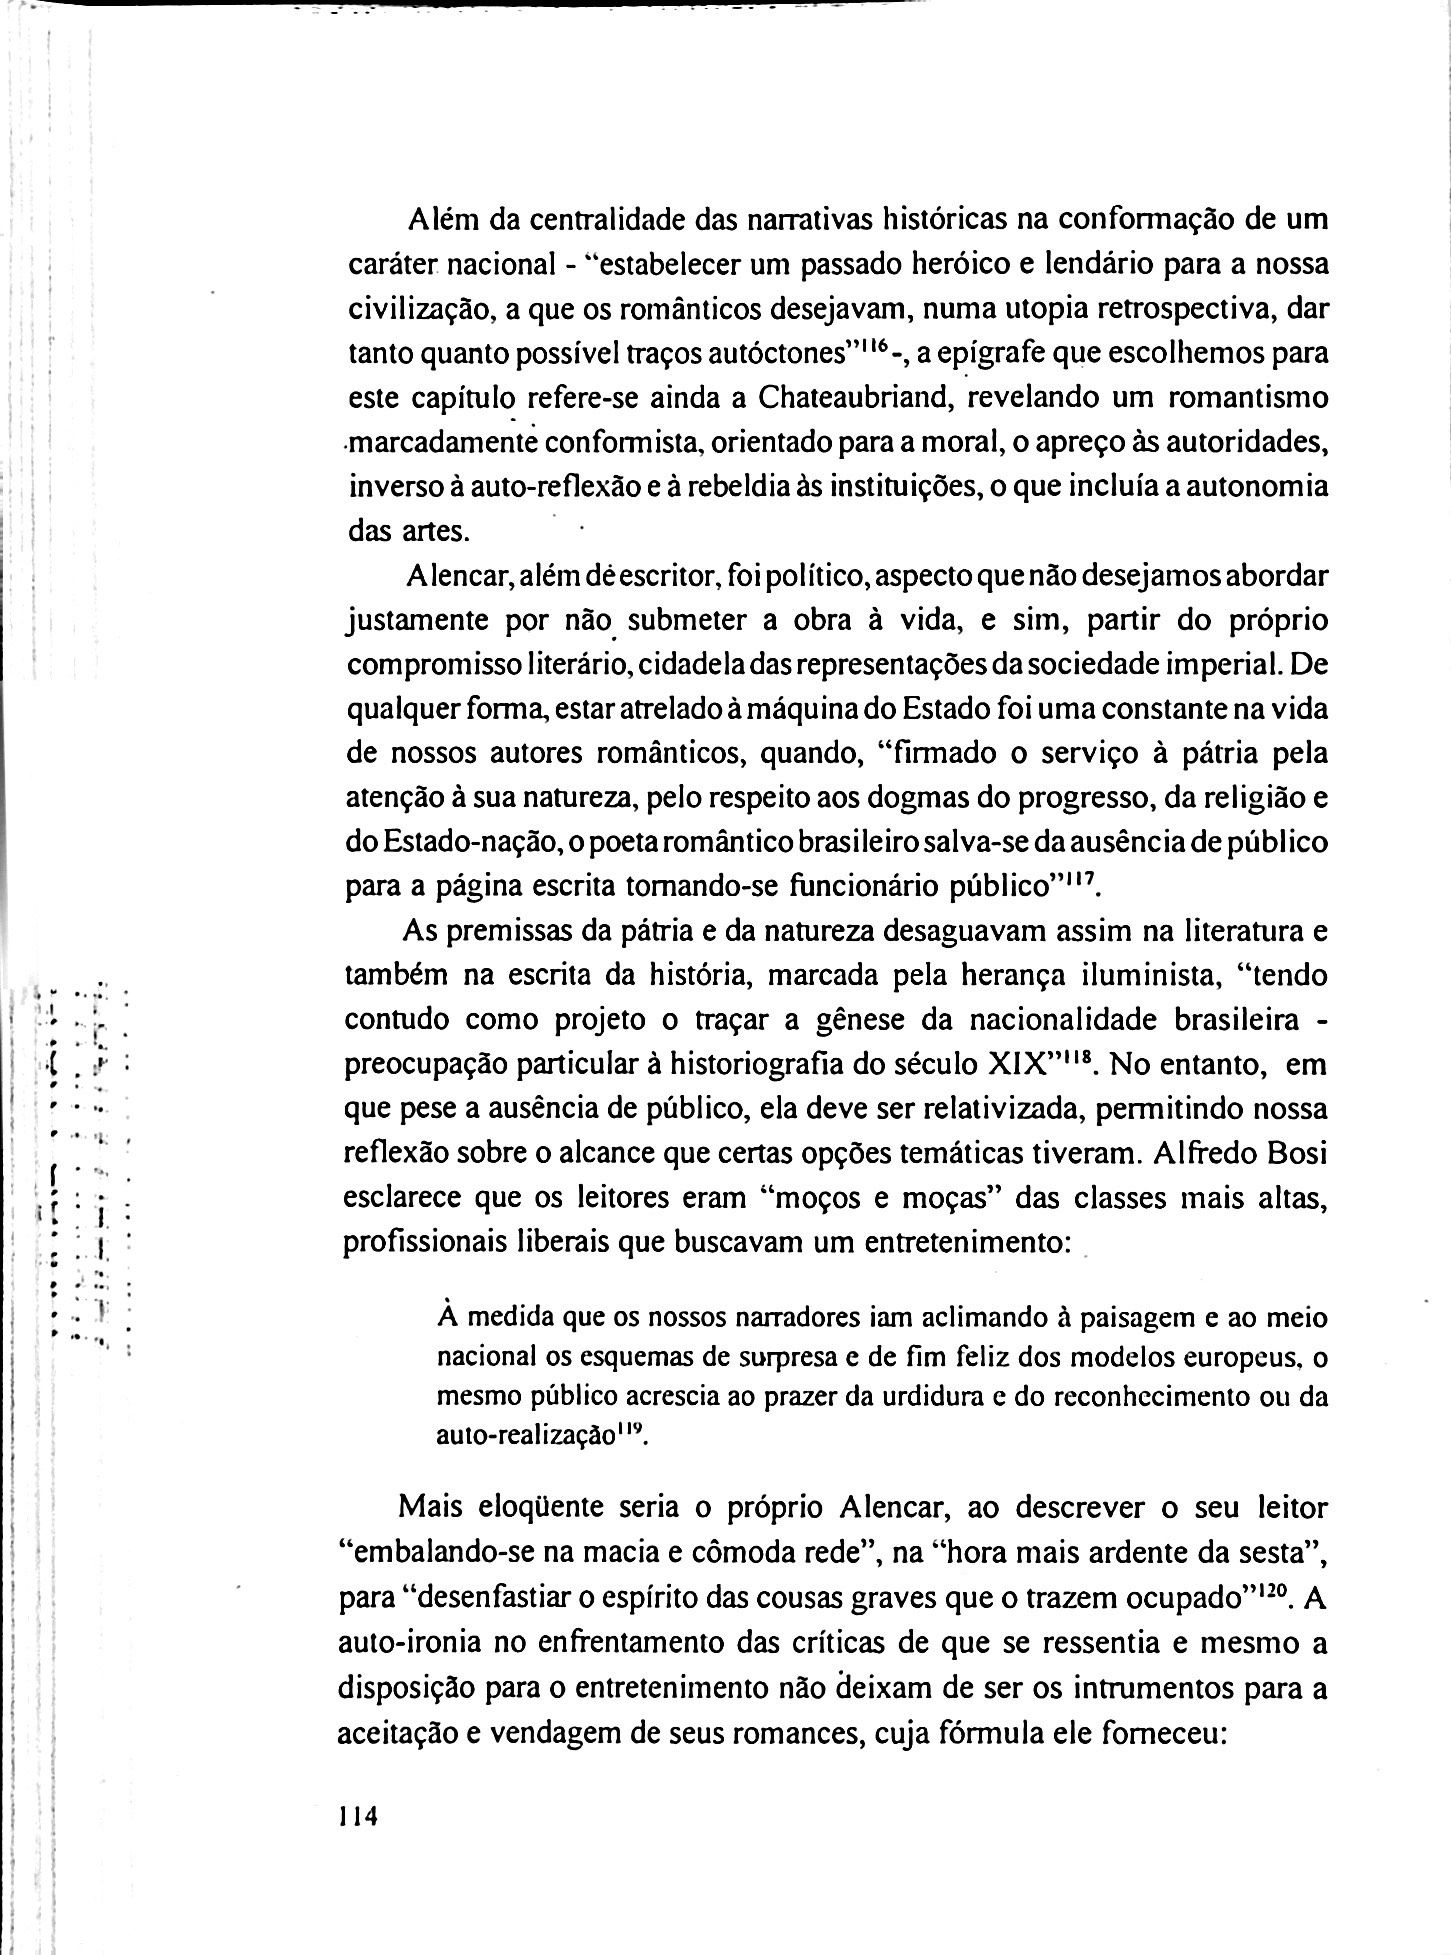 Além da centralidade das narrativas históricas na conformação de um
caráter nacional - “estabelecer um passado heróico e lendário para a nossa
civilização, a que os românticos desejavam, numa utopia retrospectiva, dar
tanto quanto possível traços autóctones”¹¹⁶-, a epígrafe que escolhemos para
este capítulo refere-se ainda a Chateaubriand, revelando um romantismo
marcadamente conformista, orientado para a moral, o apreço às autoridades,
inverso à auto-reflexão e à rebeldia às instituições, o que incluía a autonomia
das artes.
Alencar, além de escritor, foi político, aspecto que não desejamos abordar
justamente por não submeter a obra à vida, e sim, partir do próprio
compromisso literário, cidadela das representações da sociedade imperial. De
qualquer forma, estar atrelado à máquina do Estado foi uma constante na vida
de nossos autores românticos, quando, “firmado o serviço à pátria pela
atenção à sua natureza, pelo respeito aos dogmas do progresso, da religião e
do Estado-nação, o poeta romântico brasileiro salva-se da ausência de público
para a página escrita tornando-se funcionário público”¹¹⁷.
As premissas da pátria e da natureza desaguavam assim na literatura e
também na escrita da história, marcada pela herança iluminista, “tendo
contudo como projeto o traçar a gênese da nacionalidade brasileira -
preocupação particular à historiografia do século XIX”¹¹⁸. No entanto, em
que pese a ausência de público, ela deve ser relativizada, permitindo nossa
reflexão sobre o alcance que certas opções temáticas tiveram. Alfredo Bosi
esclarece que os leitores eram “moços e moças” das classes mais altas,
profissionais liberais que buscavam um entretenimento:
À medida que os nossos narradores iam aclimando à paisagem e ao meio
nacional os esquemas de surpresa e de fim feliz dos modelos europeus, o
mesmo público acrescia ao prazer da urdidura e do reconhecimento ou da
auto-realização¹¹⁹.
Mais eloqüente seria o próprio Alencar, ao descrever o seu leitor
“embalando-se na macia e cômoda rede”, na “hora mais ardente da sesta”,
para “desenfastiar o espírito das cousas graves que o trazem ocupado”¹²⁰. A
auto-ironia no enfrentamento das críticas de que se ressentia e mesmo a
disposição para o entretenimento não deixam de ser os intrumentos para a
aceitação e vendagem de seus romances, cuja fórmula ele forneceu:
114